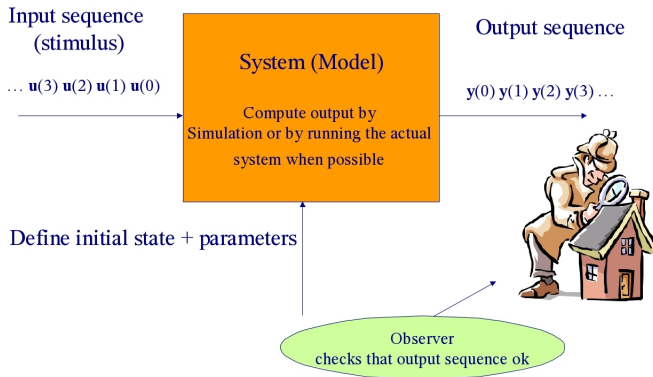 Input sequence
(stimulus)
… u(3) u(2) u(1) u(0)
System (Model)
Compute output by
Simulation or by running the actual
system when possible
Output sequence
y(0) y(1) y(2) y(3) …
Define initial state + parameters
Observer
checks that output sequence ok